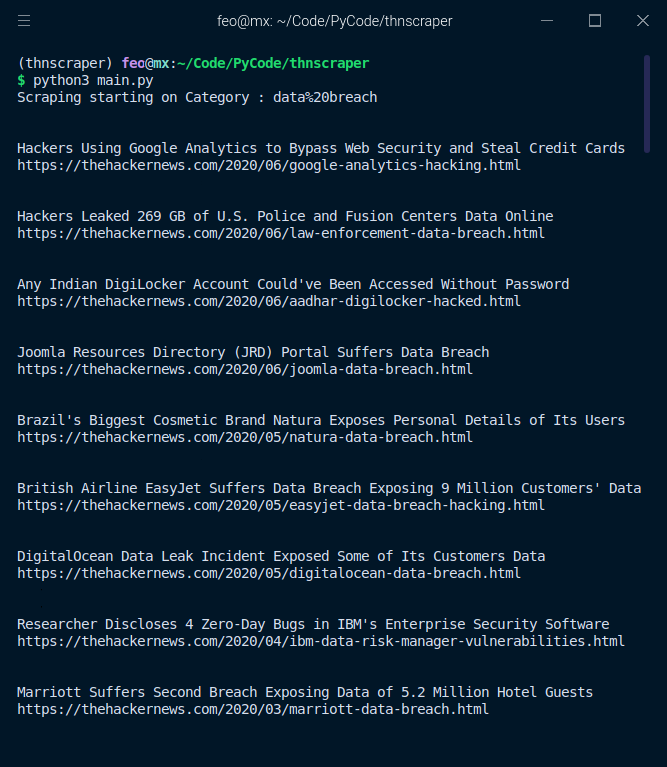 feo@mx: ~/Code/PyCode/thnscraper
(thnscraper) feo@mx:~/Code/PyCode/thnscraper
$ python3 main.py
Scraping starting on Category : data%20breach
Hackers Using Google Analytics to Bypass Web Security and Steal Credit Cards
https://thehackernews.com/2020/06/google-analytics-hacking.html
Hackers Leaked 269 GB of U.S. Police and Fusion Centers Data Online
https://thehackernews.com/2020/06/law-enforcement-data-breach.html
Any Indian DigiLocker Account Could've Been Accessed Without Password
https://thehackernews.com/2020/06/aadhar-digilocker-hacked.html
Joomla Resources Directory (JRD) Portal Suffers Data Breach
https://thehackernews.com/2020/06/joomla-data-breach.html
Brazil's Biggest Cosmetic Brand Natura Exposes Personal Details of Its Users
https://thehackernews.com/2020/05/natura-data-breach.html
British Airline EasyJet Suffers Data Breach Exposing 9 Million Customers' Data
https://thehackernews.com/2020/05/easyjet-data-breach-hacking.html
DigitalOcean Data Leak Incident Exposed Some of Its Customers Data
https://thehackernews.com/2020/05/digitalocean-data-breach.html
Researcher Discloses 4 Zero-Day Bugs in IBM's Enterprise Security Software
https://thehackernews.com/2020/04/ibm-data-risk-manager-vulnerabilities.html
Marriott Suffers Second Breach Exposing Data of 5.2 Million Hotel Guests
https://thehackernews.com/2020/03/marriott-data-breach.html